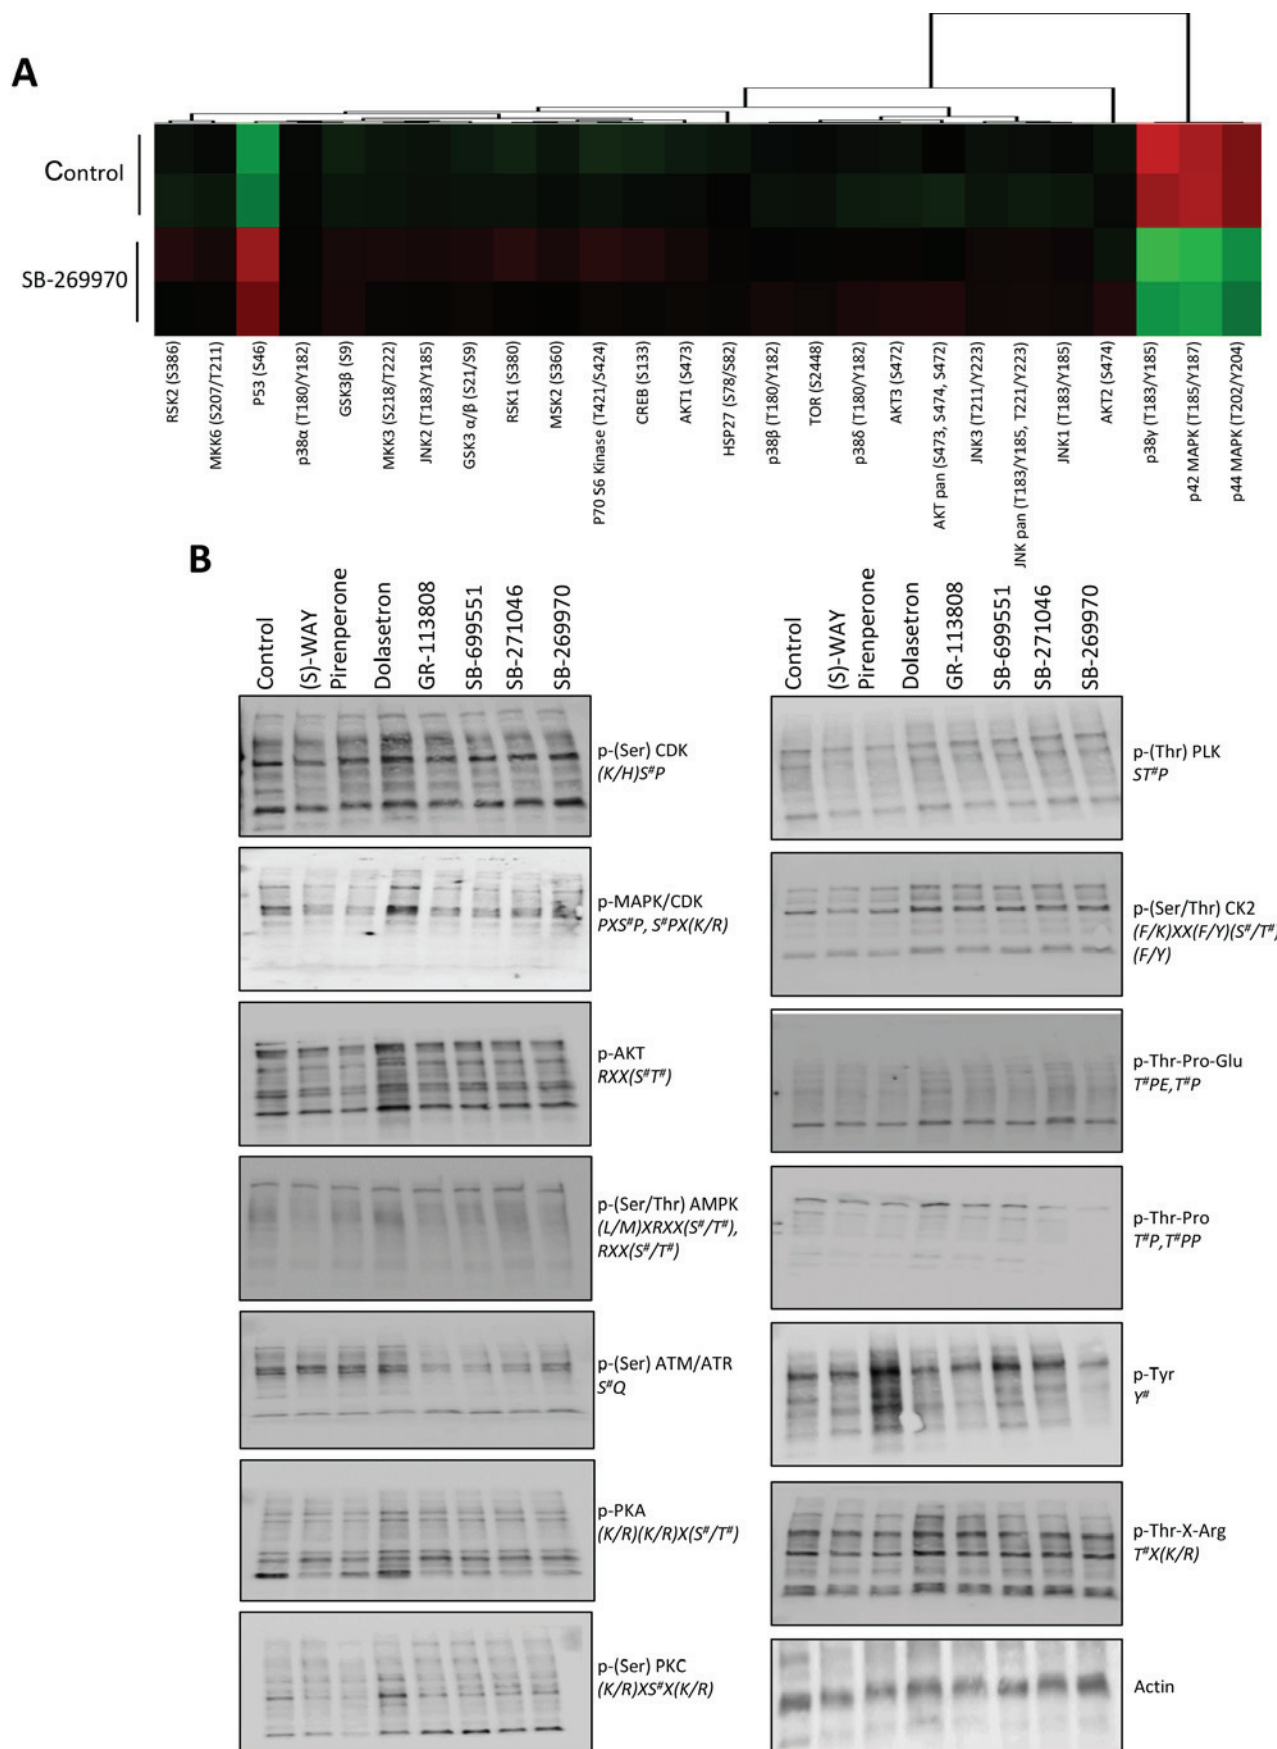 A
Control
SB-269970
RSK2 (S386)
MKK6 (S207/T211)
P53 (S46)
p38α (T180/Y182)
GSK3β (S9)
MKK3 (S218/T222)
JNK2 (T183/Y185)
GSK3 α/β (S21/S9)
RSK1 (S380)
MSK2 (S360)
P70 S6 Kinase (T421/S424)
CREB (S133)
AKT1 (S473)
HSP27 (S78/S82)
p38β (T180/Y182)
TOR (S2448)
p38δ (T180/Y182)
AKT3 (S472)
AKT pan (S473, S474, S472)
JNK3 (T211/Y223)
JNK pan (T183/Y185, T221/Y223)
JNK1 (T183/Y185)
AKT2 (S474)
p38γ (T183/Y185)
p42 MAPK (T185/Y187)
p44 MAPK (T202/Y204)
B
Control
(S)-WAY
Pirenperone
Dolasetron
GR-113808
SB-699551
SB-271046
SB-269970
p-(Ser) CDK
(K/H)S#P
p-MAPK/CDK
PXS#P, S#PX(K/R)
p-AKT
RXX(S#T#)
p-(Ser/Thr) AMPK
(L/M)XRXX(S#/T#),
RXX(S#/T#)
p-(Ser) ATM/ATR
S#Q
p-PKA
(K/R)(K/R)X(S#/T#)
p-(Ser) PKC
(K/R)XS#X(K/R)
Control
(S)-WAY
Pirenperone
Dolasetron
GR-113808
SB-699551
SB-271046
SB-269970
p-(Thr) PLK
ST#P
p-(Ser/Thr) CK2
(F/K)XX(F/Y)(S#/T#)
(F/Y)
p-Thr-Pro-Glu
T#PE,T#P
p-Thr-Pro
T#P,T#PP
p-Tyr
Y#
p-Thr-X-Arg
T#X(K/R)
Actin